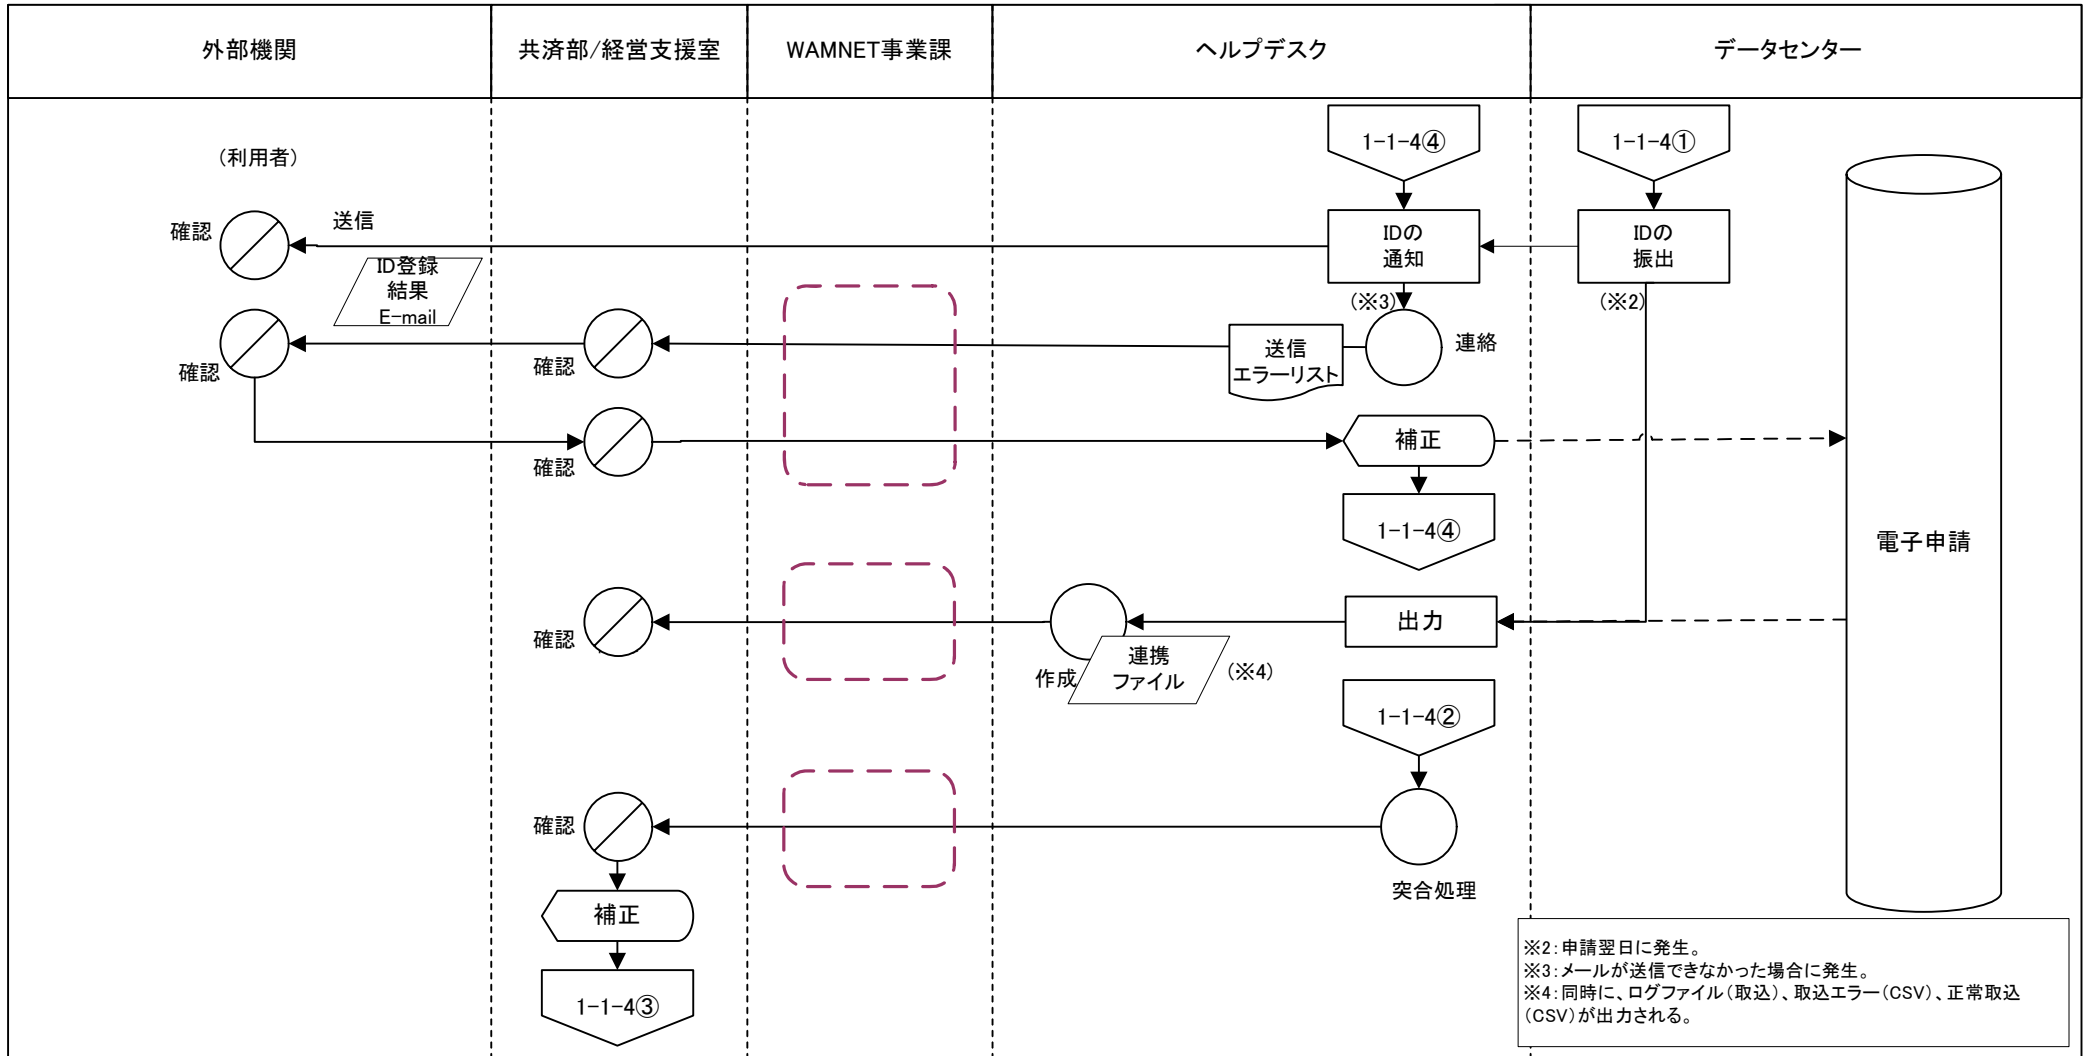 外部機関
共済部/経営支援室
WAMNET事業課
ヘルプデスク
データセンター
1-1-4④
1-1-4①
(利用者)
確認
送信
IDの
通知
IDの
振出
ID登録
結果
E-mail
(※3)
(※2)
確認
確認
送信
エラーリスト
連絡
確認
補正
1-1-4④
電子申請
確認
作成
連携
ファイル
(※4)
出力
1-1-4②
確認
突合処理
補正
1-1-4③
※2：申請翌日に発生。
※3：メールが送信できなかった場合に発生。
※4：同時に、ログファイル（取込）、取込エラー（CSV）、正常取込
（CSV）が出力される。